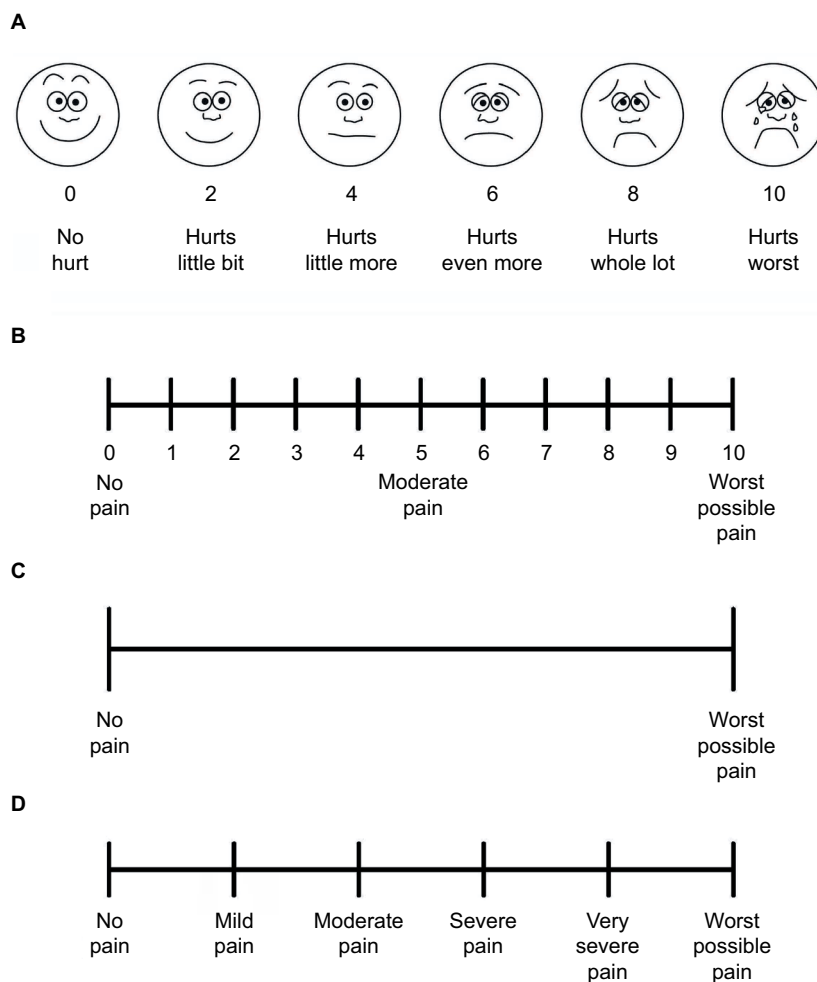 A
0 2 4 6 8 10
No Hurts Hurts Hurts Hurts Hurts
hurt little bit little more even more whole lot worst
B
0 1 2 3 4 5 6 7 8 9 10
No Moderate Worst
pain pain possible
pain
C
No Worst
pain possible
pain
D
No Mild Moderate Severe Very Worst
pain pain pain pain severe possible
pain pain